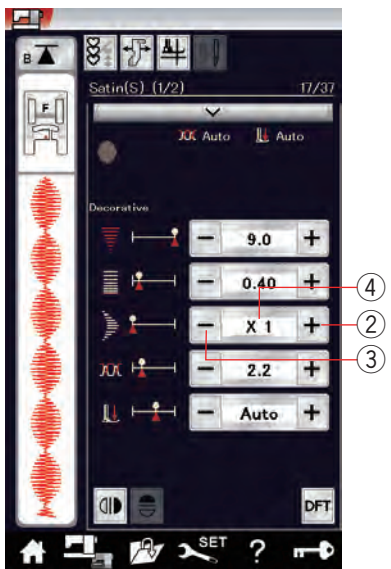 B
F
Satin(S) (1/2) 17/37
Auto Auto
Decorative
− 9.0 +
− 0.40 +
④
− X 1 +
②
③
− 2.2 +
− Auto +
DFT
SET
?